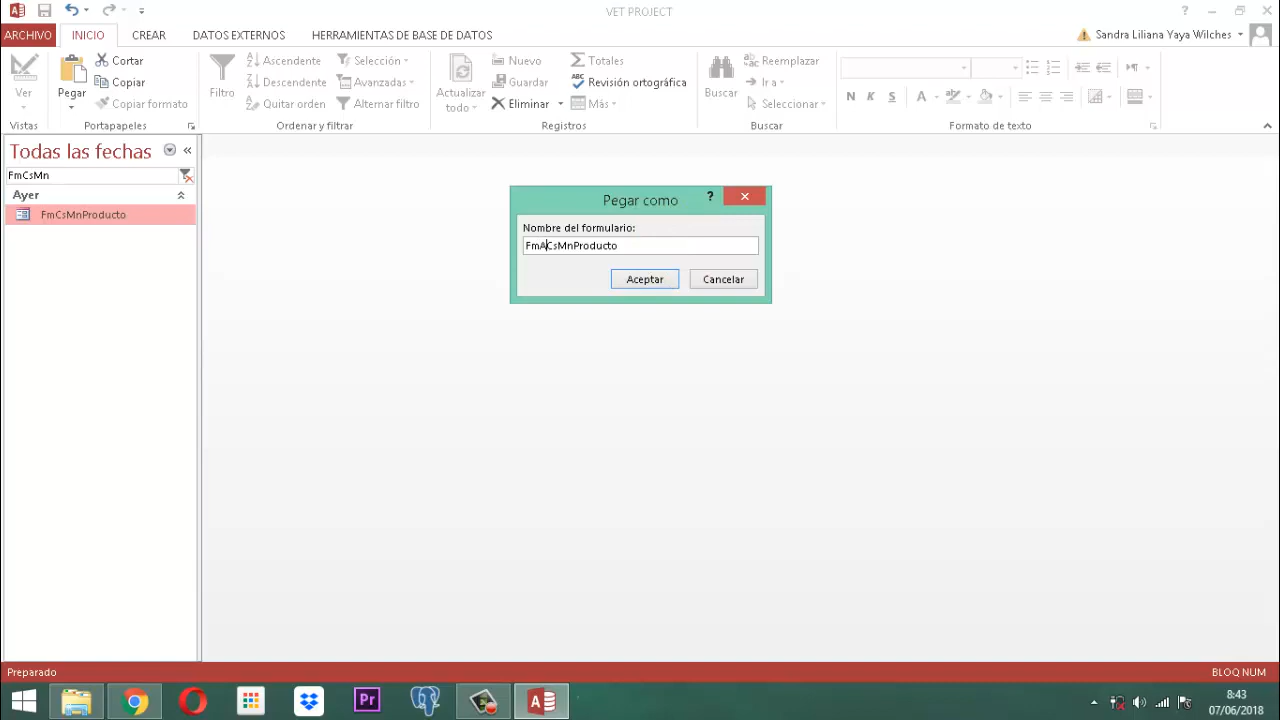 VET PROJECT
ARCHIVO INICIO CREAR DATOS EXTERNOS HERRAMIENTAS DE BASE DE DATOS Sandra Liliana Yaya Wilches
Ver
Vistas
Pegar
Cortar
Copiar
Copiar formato
Portapapeles
Filtro
Ascendente
Descendente
Quitar orden
Selección
Avanzadas
Alternar filtro
Ordenar y filtrar
Actualizar
todo
Nuevo
Guardar
Eliminar
Totales
Revisión ortográfica
Más
Registros
Buscar
Reemplazar
Ir a
Seleccionar
Buscar
N K S A
Formato de texto
Todas las fechas
FmCsMn
Ayer
FmCsMnProducto
Pegar como
Nombre del formulario:
FmACsMnProducto
Aceptar Cancelar
Preparado BLOQ NUM
Pr
8:43
07/06/2018